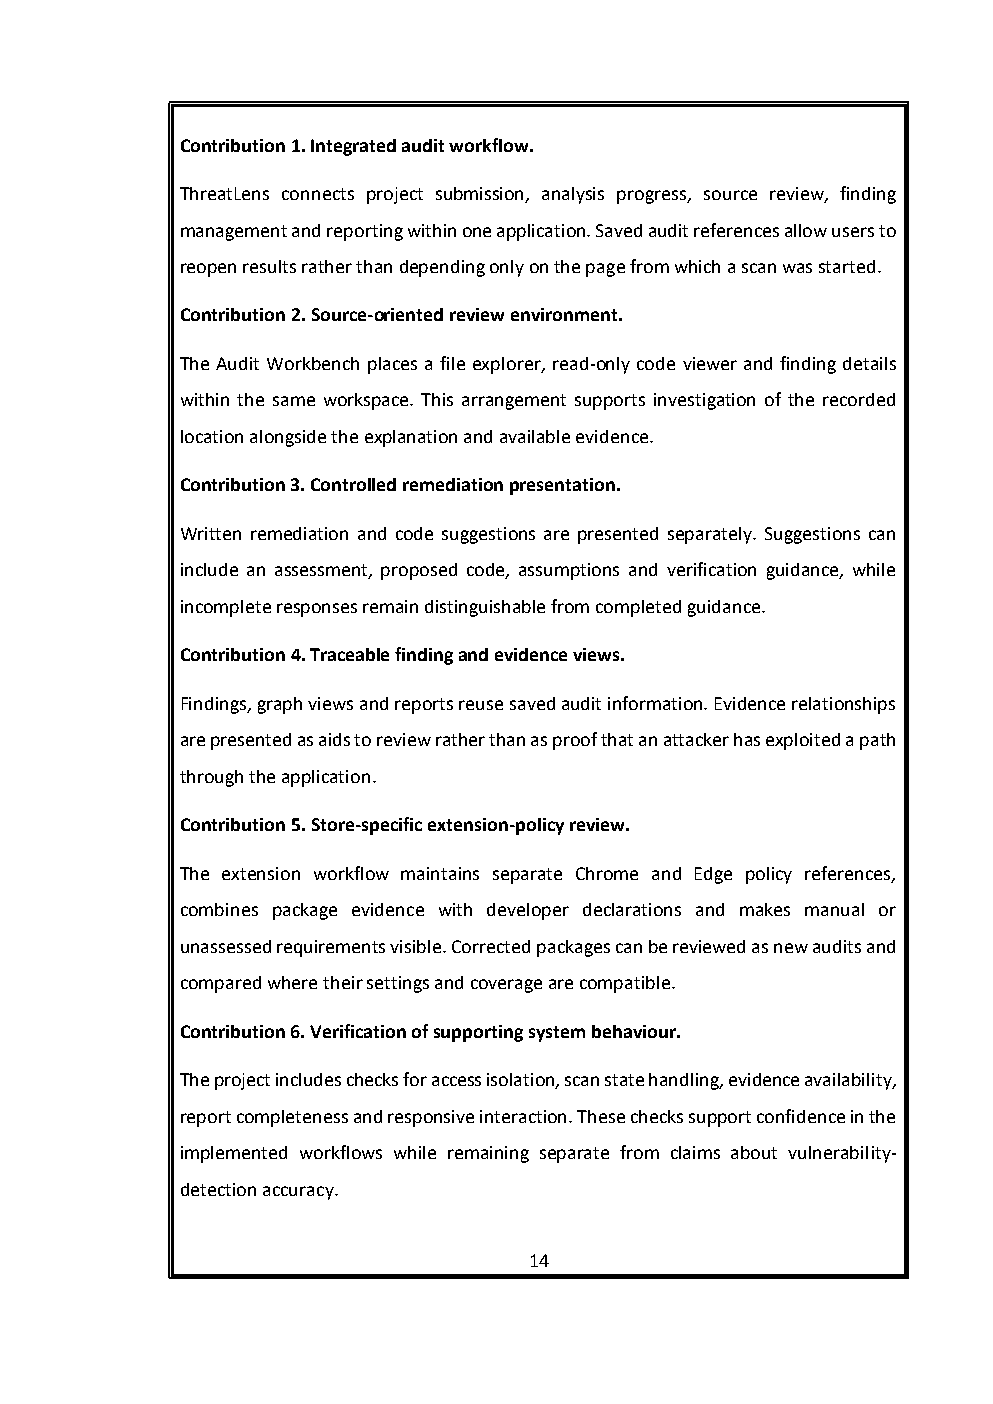 Contribution 1. Integrated audit workflow.
ThreatLens connects project submission, analysis progress, source review, finding
management and reporting within one application. Saved audit references allow users to
reopen results rather than depending only on the page from which a scan was started.
Contribution 2. Source-oriented review environment.
The Audit Workbench places a file explorer, read-only code viewer and finding details
within the same workspace. This arrangement supports investigation of the recorded
location alongside the explanation and available evidence.
Contribution 3. Controlled remediation presentation.
Written remediation and code suggestions are presented separately. Suggestions can
include an assessment, proposed code, assumptions and verification guidance, while
incomplete responses remain distinguishable from completed guidance.
Contribution 4. Traceable finding and evidence views.
Findings, graph views and reports reuse saved audit information. Evidence relationships
are presented as aids to review rather than as proof that an attacker has exploited a path
through the application.
Contribution 5. Store-specific extension-policy review.
The extension workflow maintains separate Chrome and Edge policy references,
combines package evidence with developer declarations and makes manual or
unassessed requirements visible. Corrected packages can be reviewed as new audits and
compared where their settings and coverage are compatible.
Contribution 6. Verification of supporting system behaviour.
The project includes checks for access isolation, scan state handling, evidence availability,
report completeness and responsive interaction. These checks support confidence in the
implemented workflows while remaining separate from claims about vulnerability-
detection accuracy.
14